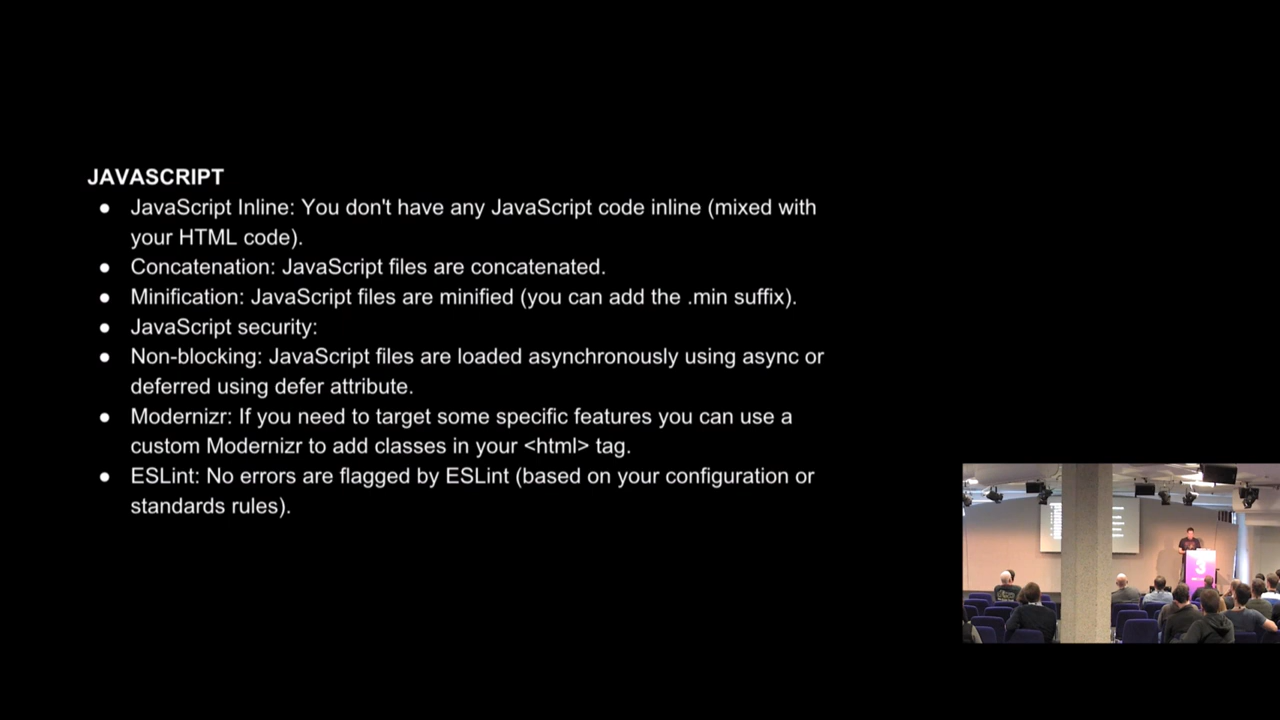 JAVASCRIPT
● JavaScript Inline: You don't have any JavaScript code inline (mixed with
your HTML code).
● Concatenation: JavaScript files are concatenated.
● Minification: JavaScript files are minified (you can add the .min suffix).
● JavaScript security:
● Non-blocking: JavaScript files are loaded asynchronously using async or
deferred using defer attribute.
● Modernizr: If you need to target some specific features you can use a
custom Modernizr to add classes in your <html> tag.
● ESLint: No errors are flagged by ESLint (based on your configuration or
standards rules).
3